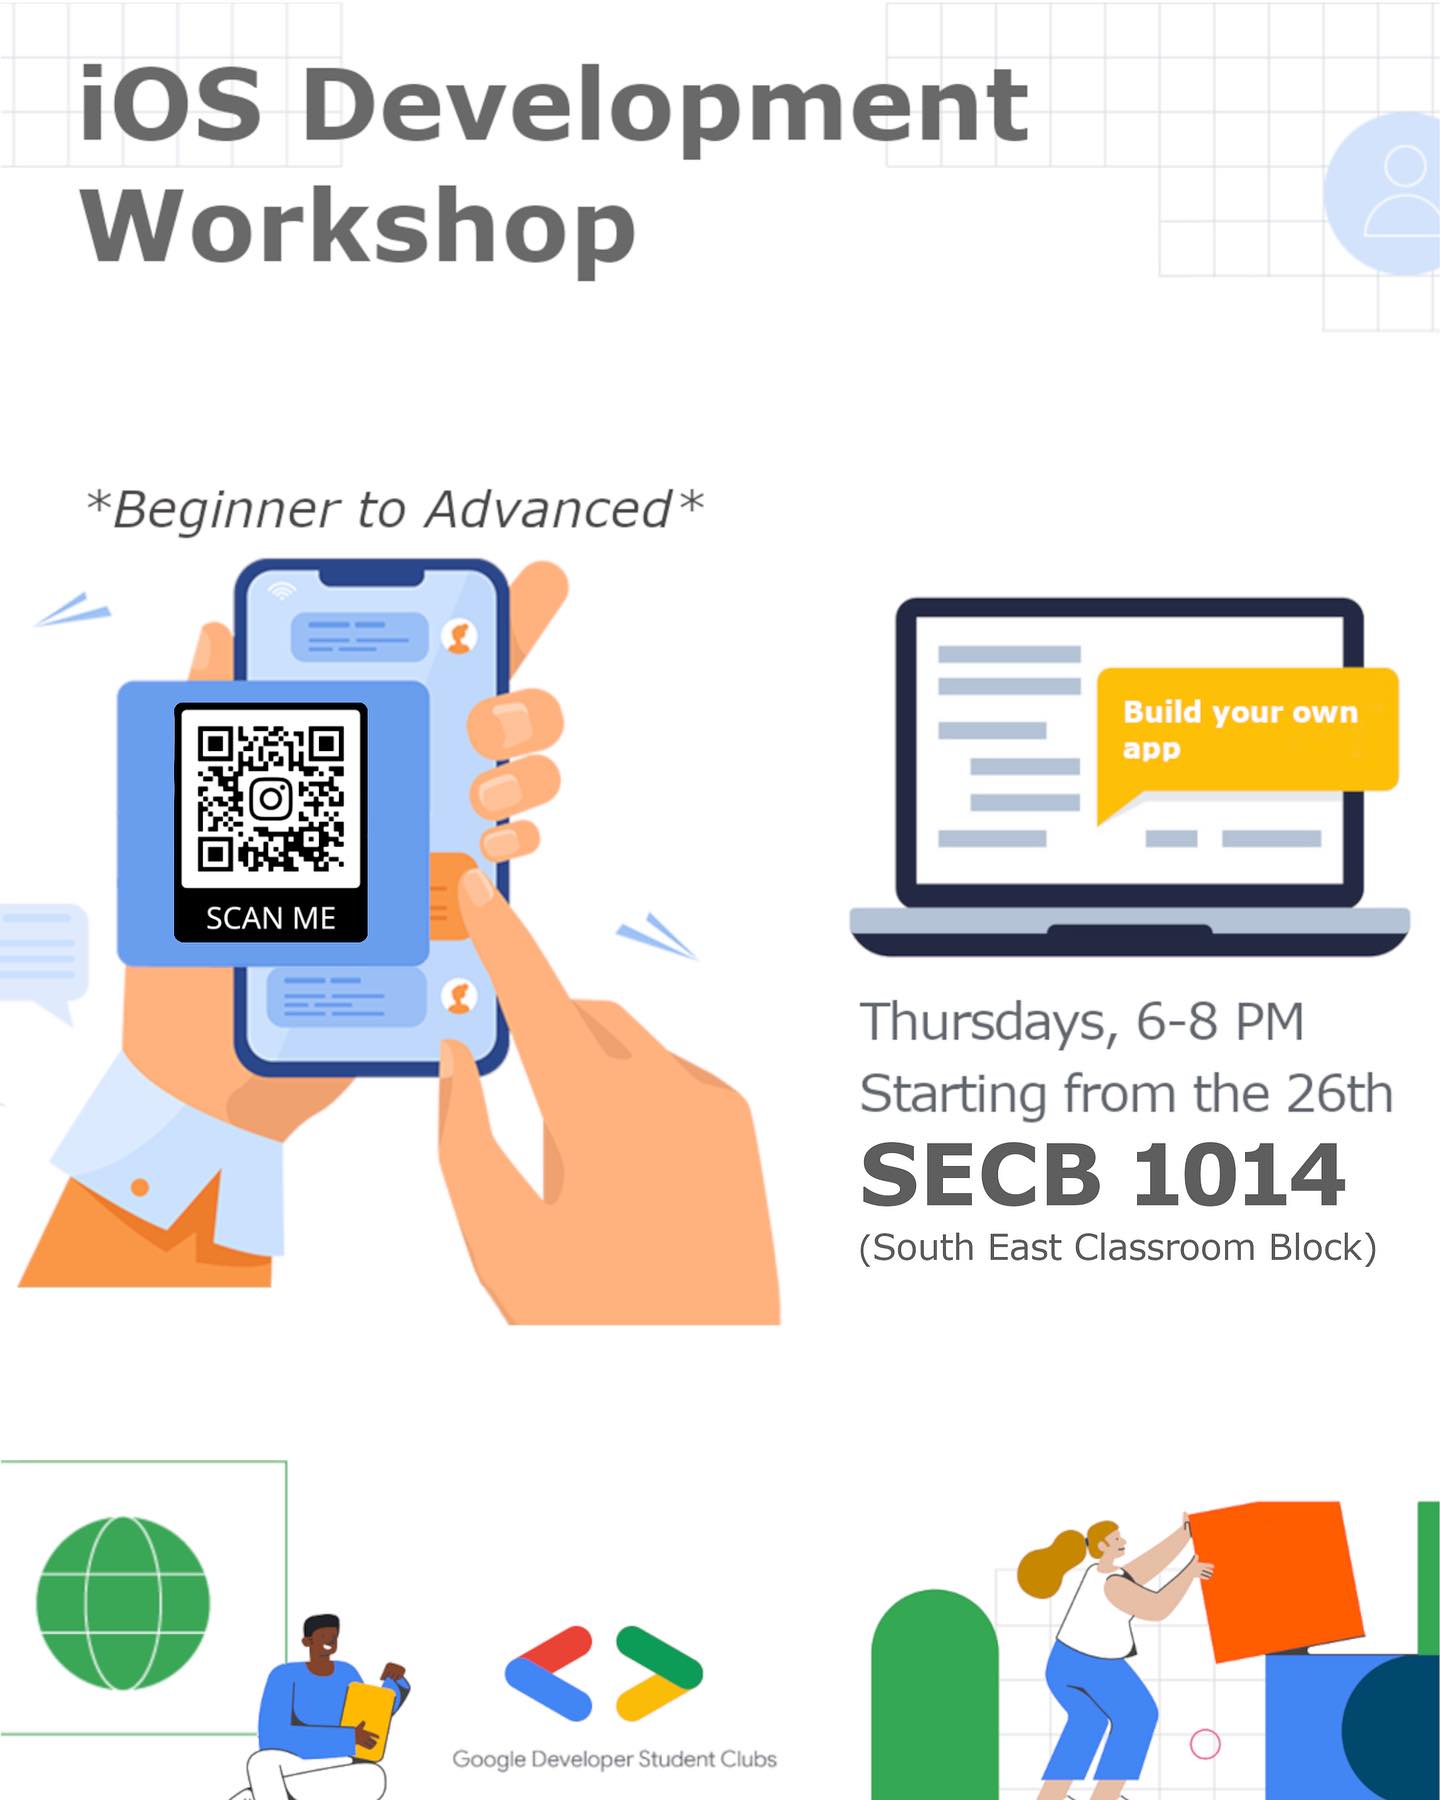 iOS Development
Workshop
*Beginner to Advanced*
Build your own
app
SCAN ME
Thursdays, 6-8 PM
Starting from the 26th
SECB 1014
(South East Classroom Block)
Google Developer Student Clubs